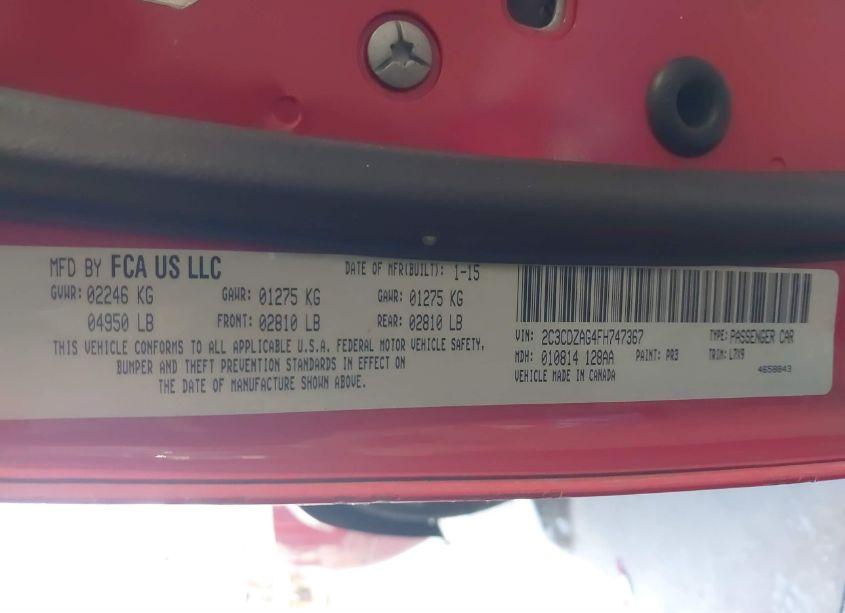 MFD BY FCA US LLC
DATE OF MFR(BUILT): 1-15
GVWR: 02246 KG
GAWR: 01275 KG
GAWR: 01275 KG
04950 LB
FRONT: 02810 LB
REAR: 02810 LB
THIS VEHICLE CONFORMS TO ALL APPLICABLE U.S.A. FEDERAL MOTOR VEHICLE SAFETY,
BUMPER AND THEFT PREVENTION STANDARDS IN EFFECT ON
THE DATE OF MANUFACTURE SHOWN ABOVE.
VIN: 2C3CDZAG4FH747367
TYPE: PASSENGER CAR
MDH: 010814 128AA
PAINT: PR3
TRIM: L7X9
VEHICLE MADE IN CANADA
4658843